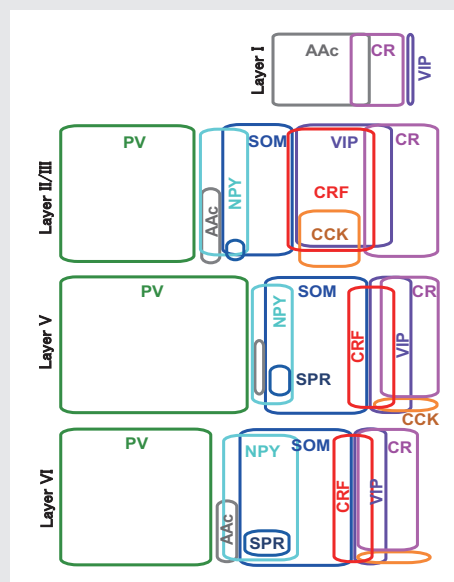 Layer I
AAc
CR
VIP
Layer II/III
PV
AAc
NPY
SOM
VIP
CRF
CCK
CR
Layer V
PV
NPY
SOM
SPR
CRF
VIP
CR
CCK
Layer VI
PV
AAc
NPY
SPR
SOM
CRF
VIP
CR